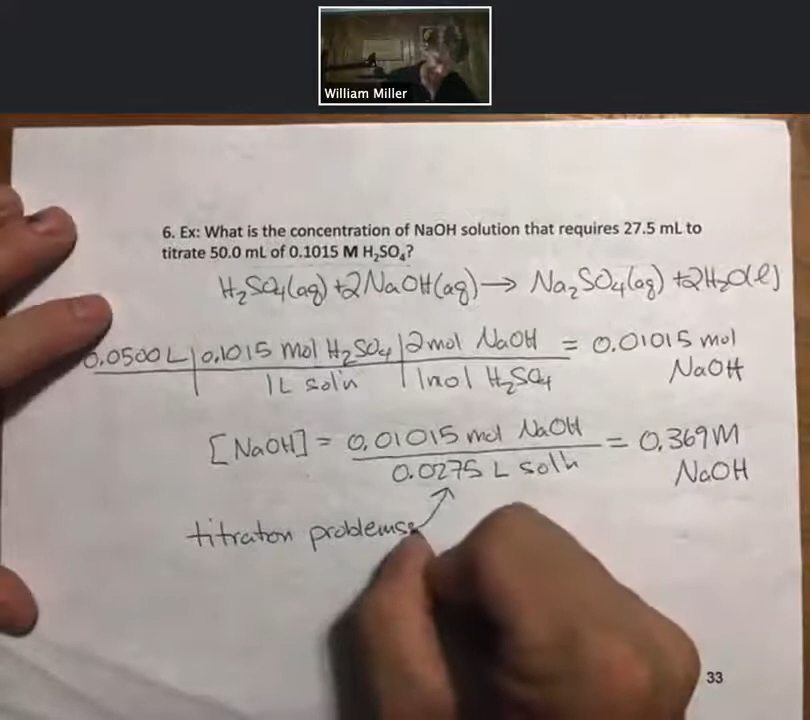 William Miller
6. Ex: What is the concentration of NaOH solution that requires 27.5 mL to
titrate 50.0 mL of 0.1015 M H₂SO₄?
H₂SO₄(aq) + 2NaOH(aq) → Na₂SO₄(aq) + 2H₂O(l)
0.0500 L | 0.1015 mol H₂SO₄ | 2 mol NaOH = 0.01015 mol
| 1L sol'n | 1 mol H₂SO₄ NaOH
[NaOH] = 0.01015 mol NaOH = 0.369M
0.0275 L sol'n NaOH
titraton problems:
33